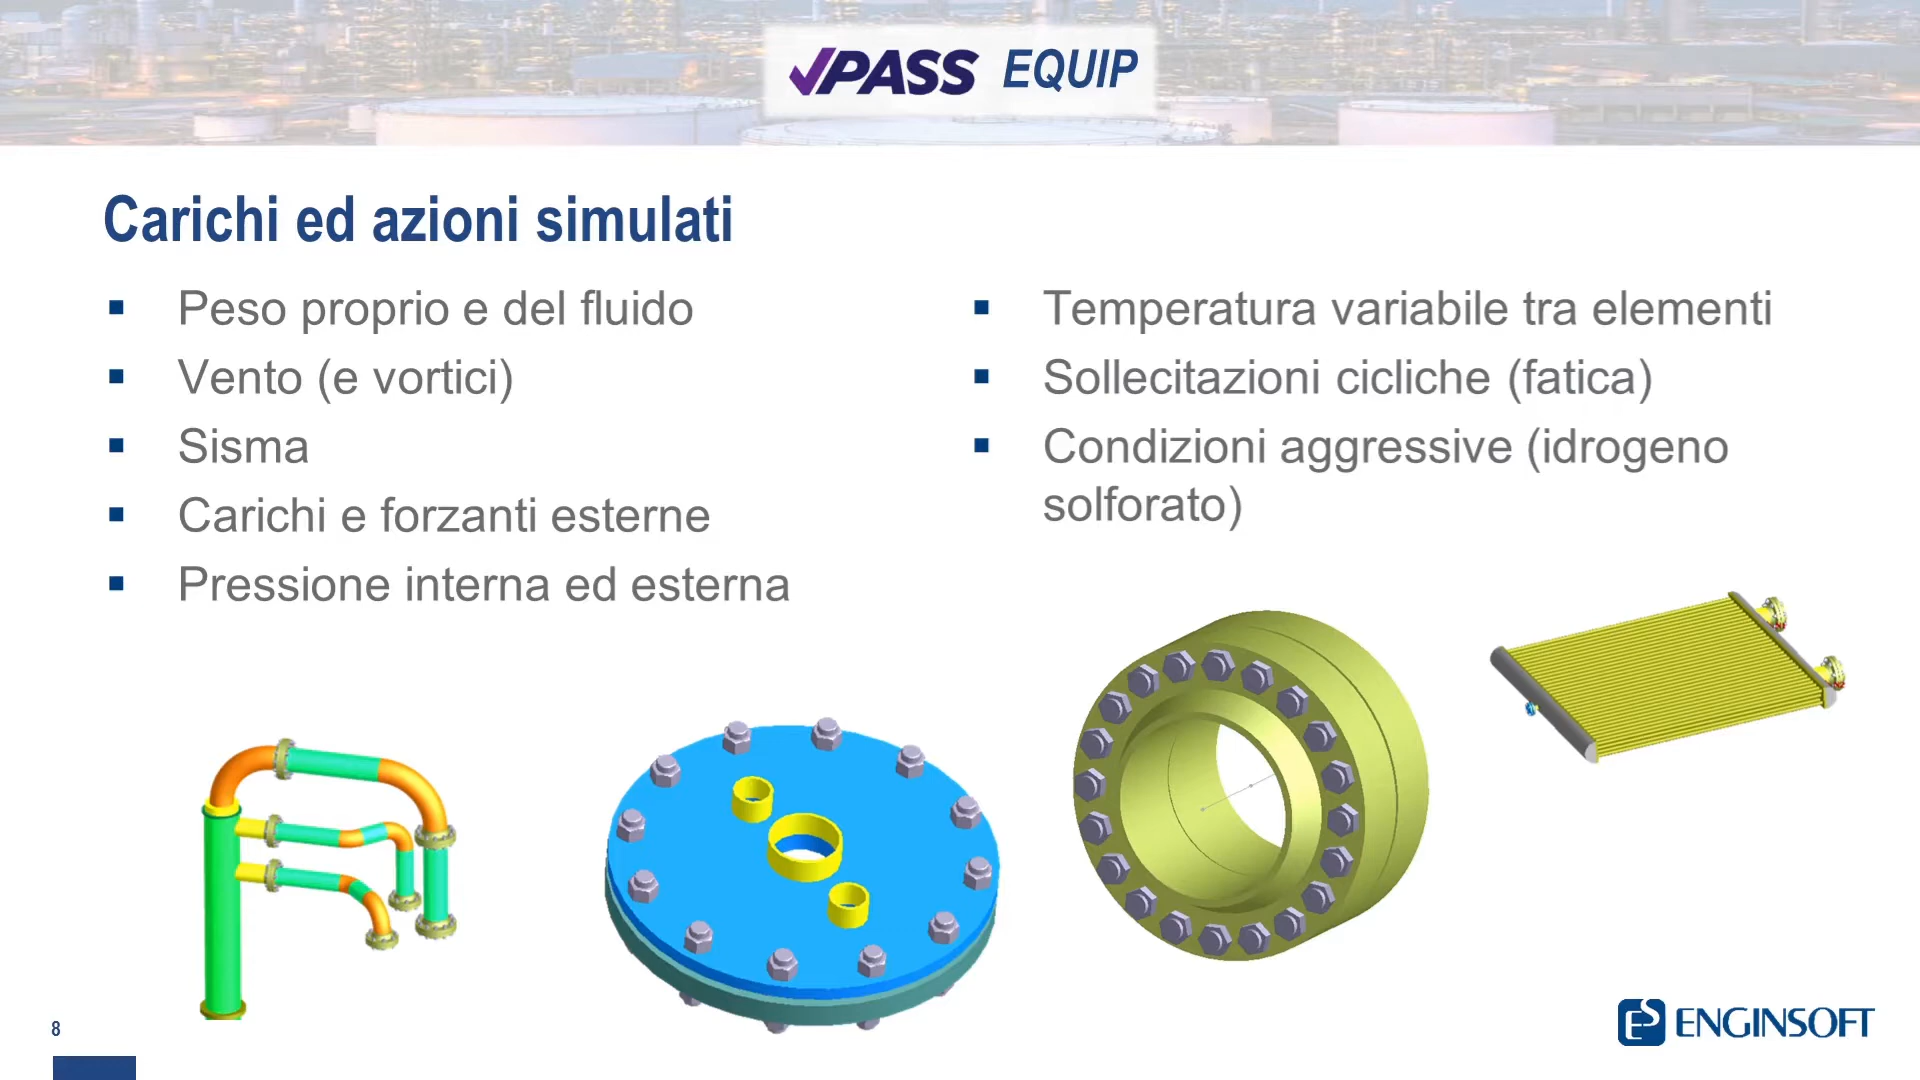 PASS EQUIP
Carichi ed azioni simulati
Peso proprio e del fluido
Vento (e vortici)
Sisma
Carichi e forzanti esterne
Pressione interna ed esterna
Temperatura variabile tra elementi
Sollecitazioni cicliche (fatica)
Condizioni aggressive (idrogeno
solforato)
8
ES ENGINSOFT